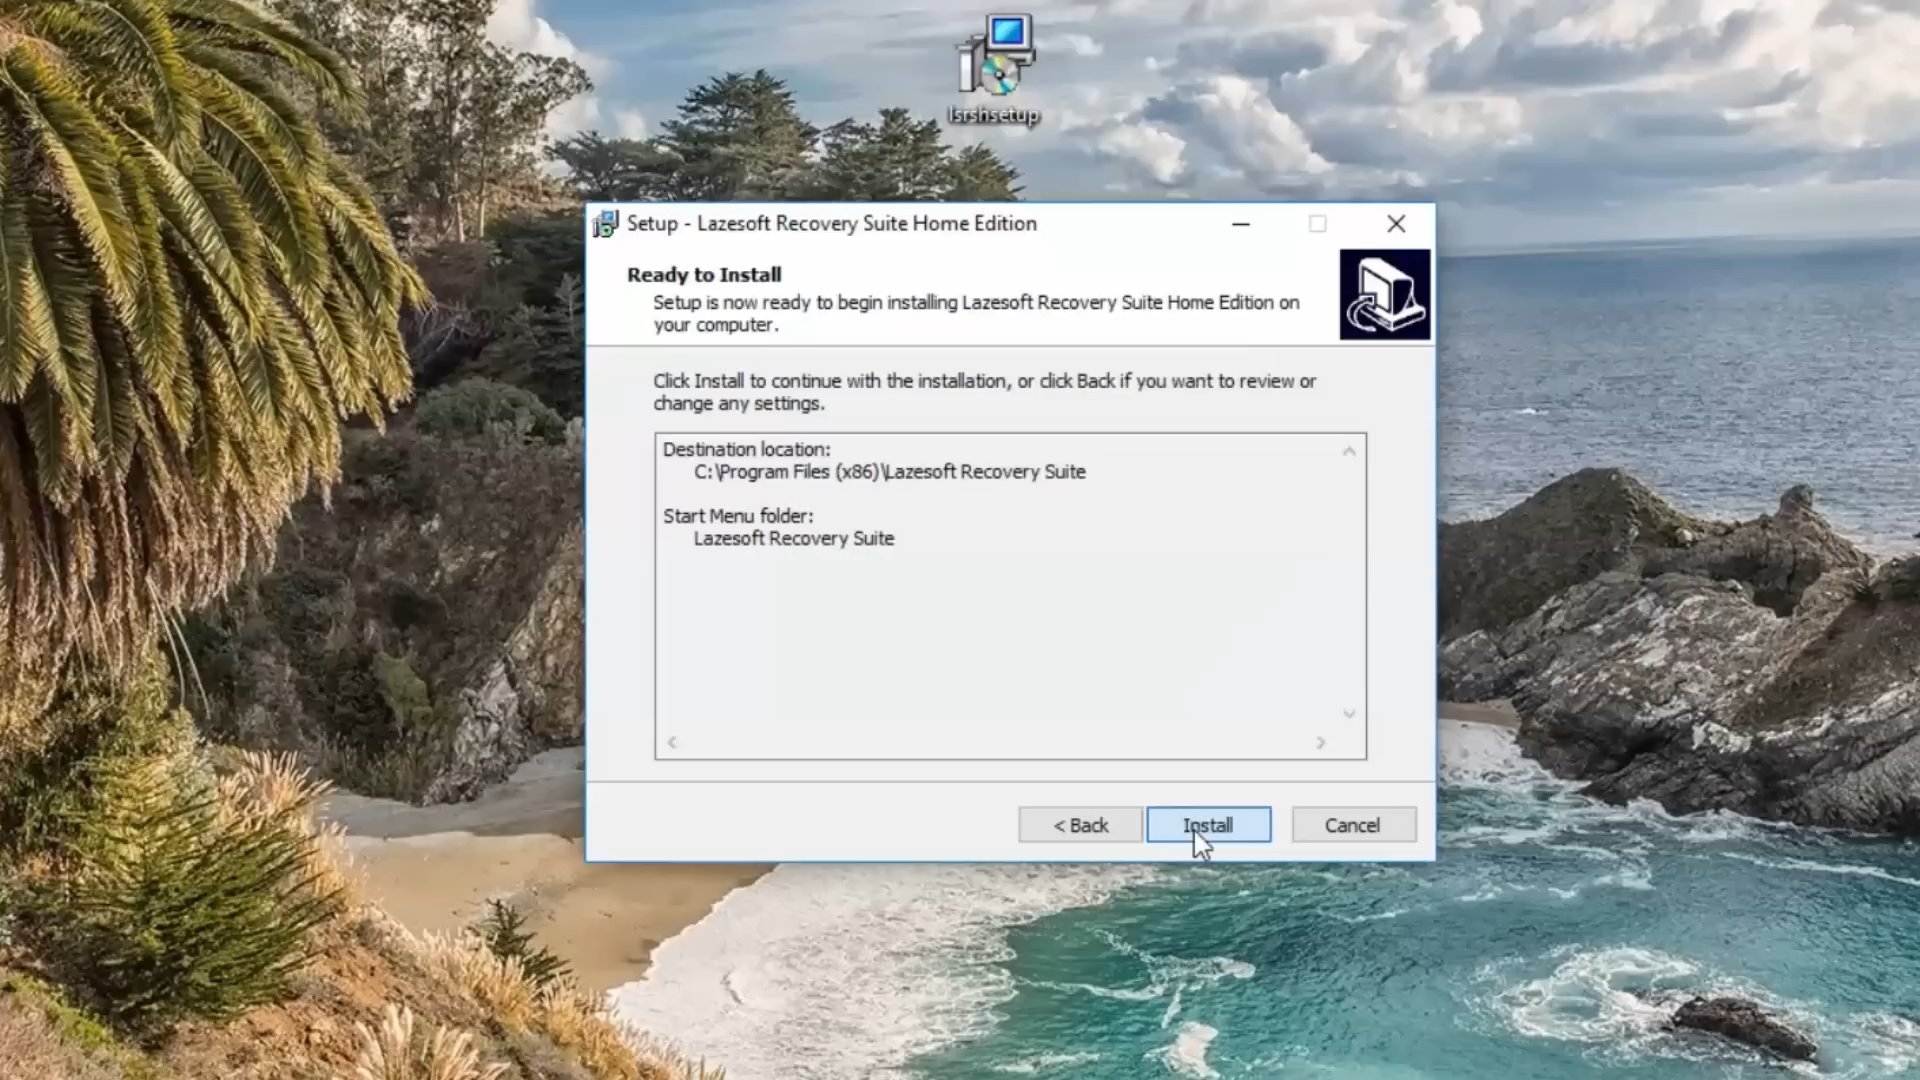 lsrshsetup
Setup - Lazesoft Recovery Suite Home Edition
Ready to Install
Setup is now ready to begin installing Lazesoft Recovery Suite Home Edition on
your computer.
Click Install to continue with the installation, or click Back if you want to review or
change any settings.
Destination location:
C:\Program Files (x86)\Lazesoft Recovery Suite
Start Menu folder:
Lazesoft Recovery Suite
< Back
Install
Cancel